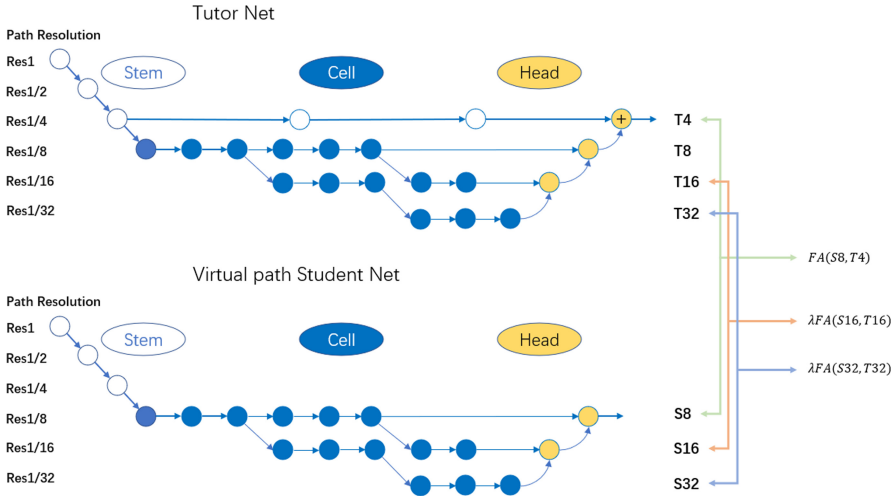 Tutor Net
Path Resolution
Res1
Stem
Cell
Head
Res1/2
Res1/4
+
T4
Res1/8
T8
Res1/16
T16
Res1/32
T32
FA(S8,T4)
Virtual path Student Net
Path Resolution
Res1
λFA(S16,T16)
Stem
Cell
Head
Res1/2
λFA(S32,T32)
Res1/4
Res1/8
S8
Res1/16
S16
Res1/32
S32